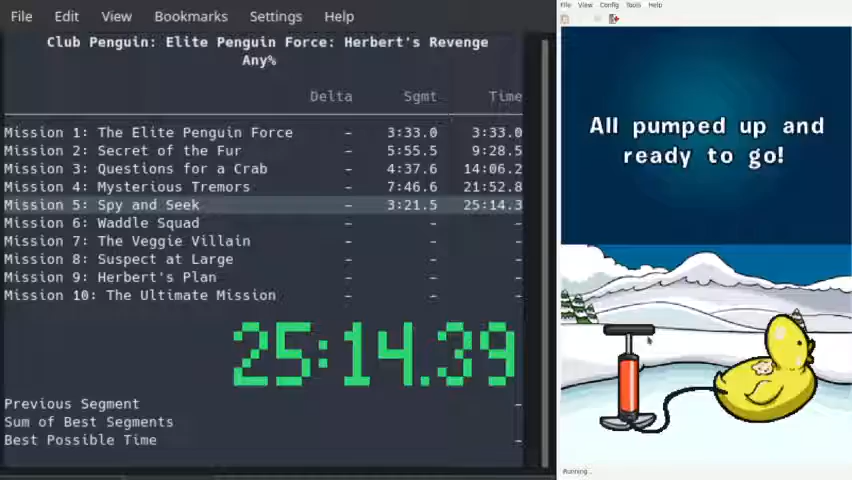 File Edit View Bookmarks Settings Help
Club Penguin: Elite Penguin Force: Herbert's Revenge
Any%
Delta Sgmt Time
Mission 1: The Elite Penguin Force – 3:33.0 3:33.0
Mission 2: Secret of the Fur – 5:55.5 9:28.5
Mission 3: Questions for a Crab – 4:37.6 14:06.2
Mission 4: Mysterious Tremors – 7:46.6 21:52.8
Mission 5: Spy and Seek – 3:21.5 25:14.3
Mission 6: Waddle Squad – – –
Mission 7: The Veggie Villain – – –
Mission 8: Suspect at Large – – –
Mission 9: Herbert's Plan – – –
Mission 10: The Ultimate Mission – – –
25:14.39
Previous Segment –
Sum of Best Segments –
Best Possible Time –
File View Config Tools Help
All pumped up and
ready to go!
Running...